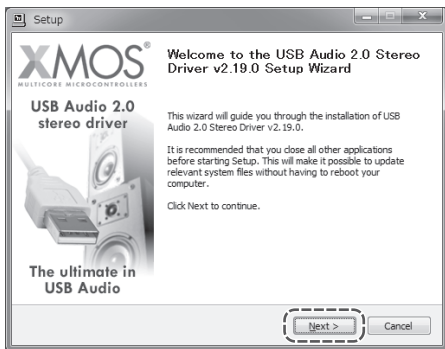 Setup
XMOS®
MULTICORE MICROCONTROLLERS
USB Audio 2.0
stereo driver
The ultimate in
USB Audio
Welcome to the USB Audio 2.0 Stereo
Driver v2.19.0 Setup Wizard
This wizard will guide you through the installation of USB
Audio 2.0 Stereo Driver v2.19.0.
It is recommended that you close all other applications
before starting Setup. This will make it possible to update
relevant system files without having to reboot your
computer.
Click Next to continue.
Next >
Cancel